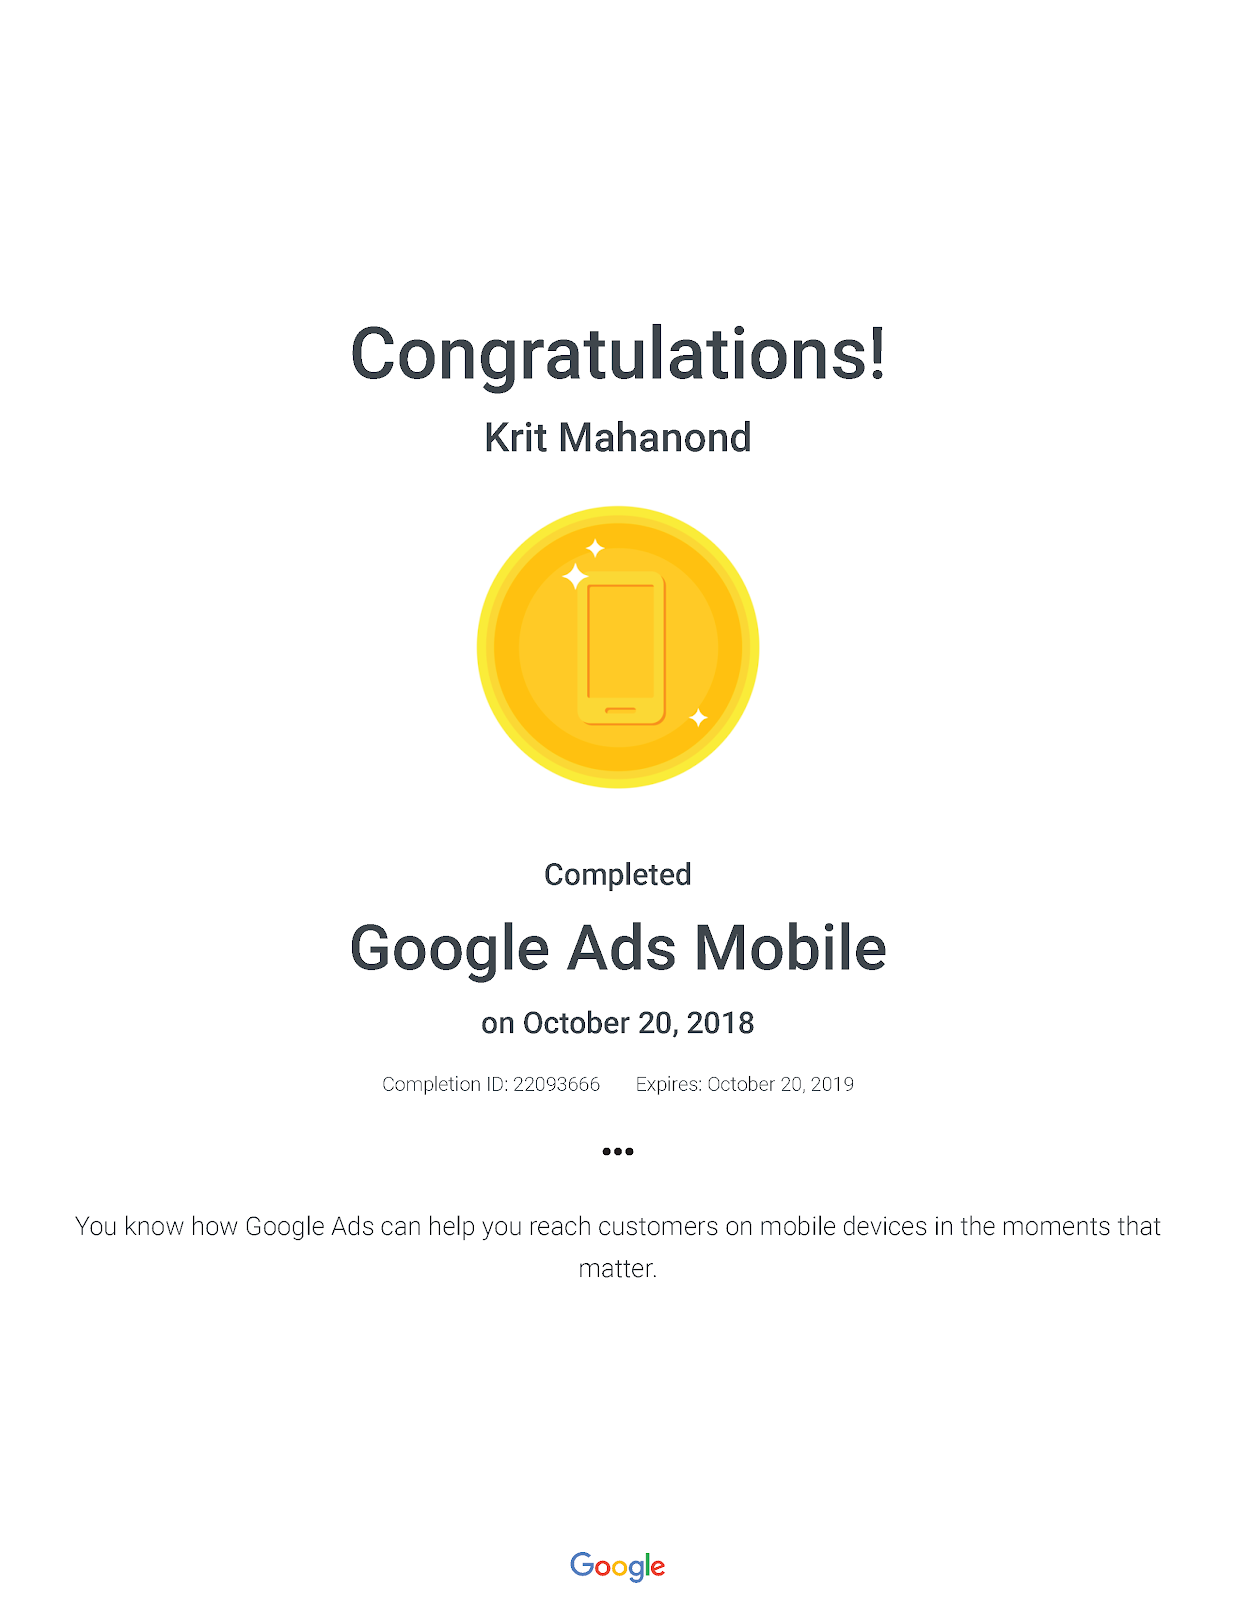 Congratulations!
Krit Mahanond
Completed
Google Ads Mobile
on October 20, 2018
Completion ID: 22093666 Expires: October 20, 2019
•••
You know how Google Ads can help you reach customers on mobile devices in the moments that
matter.
Google